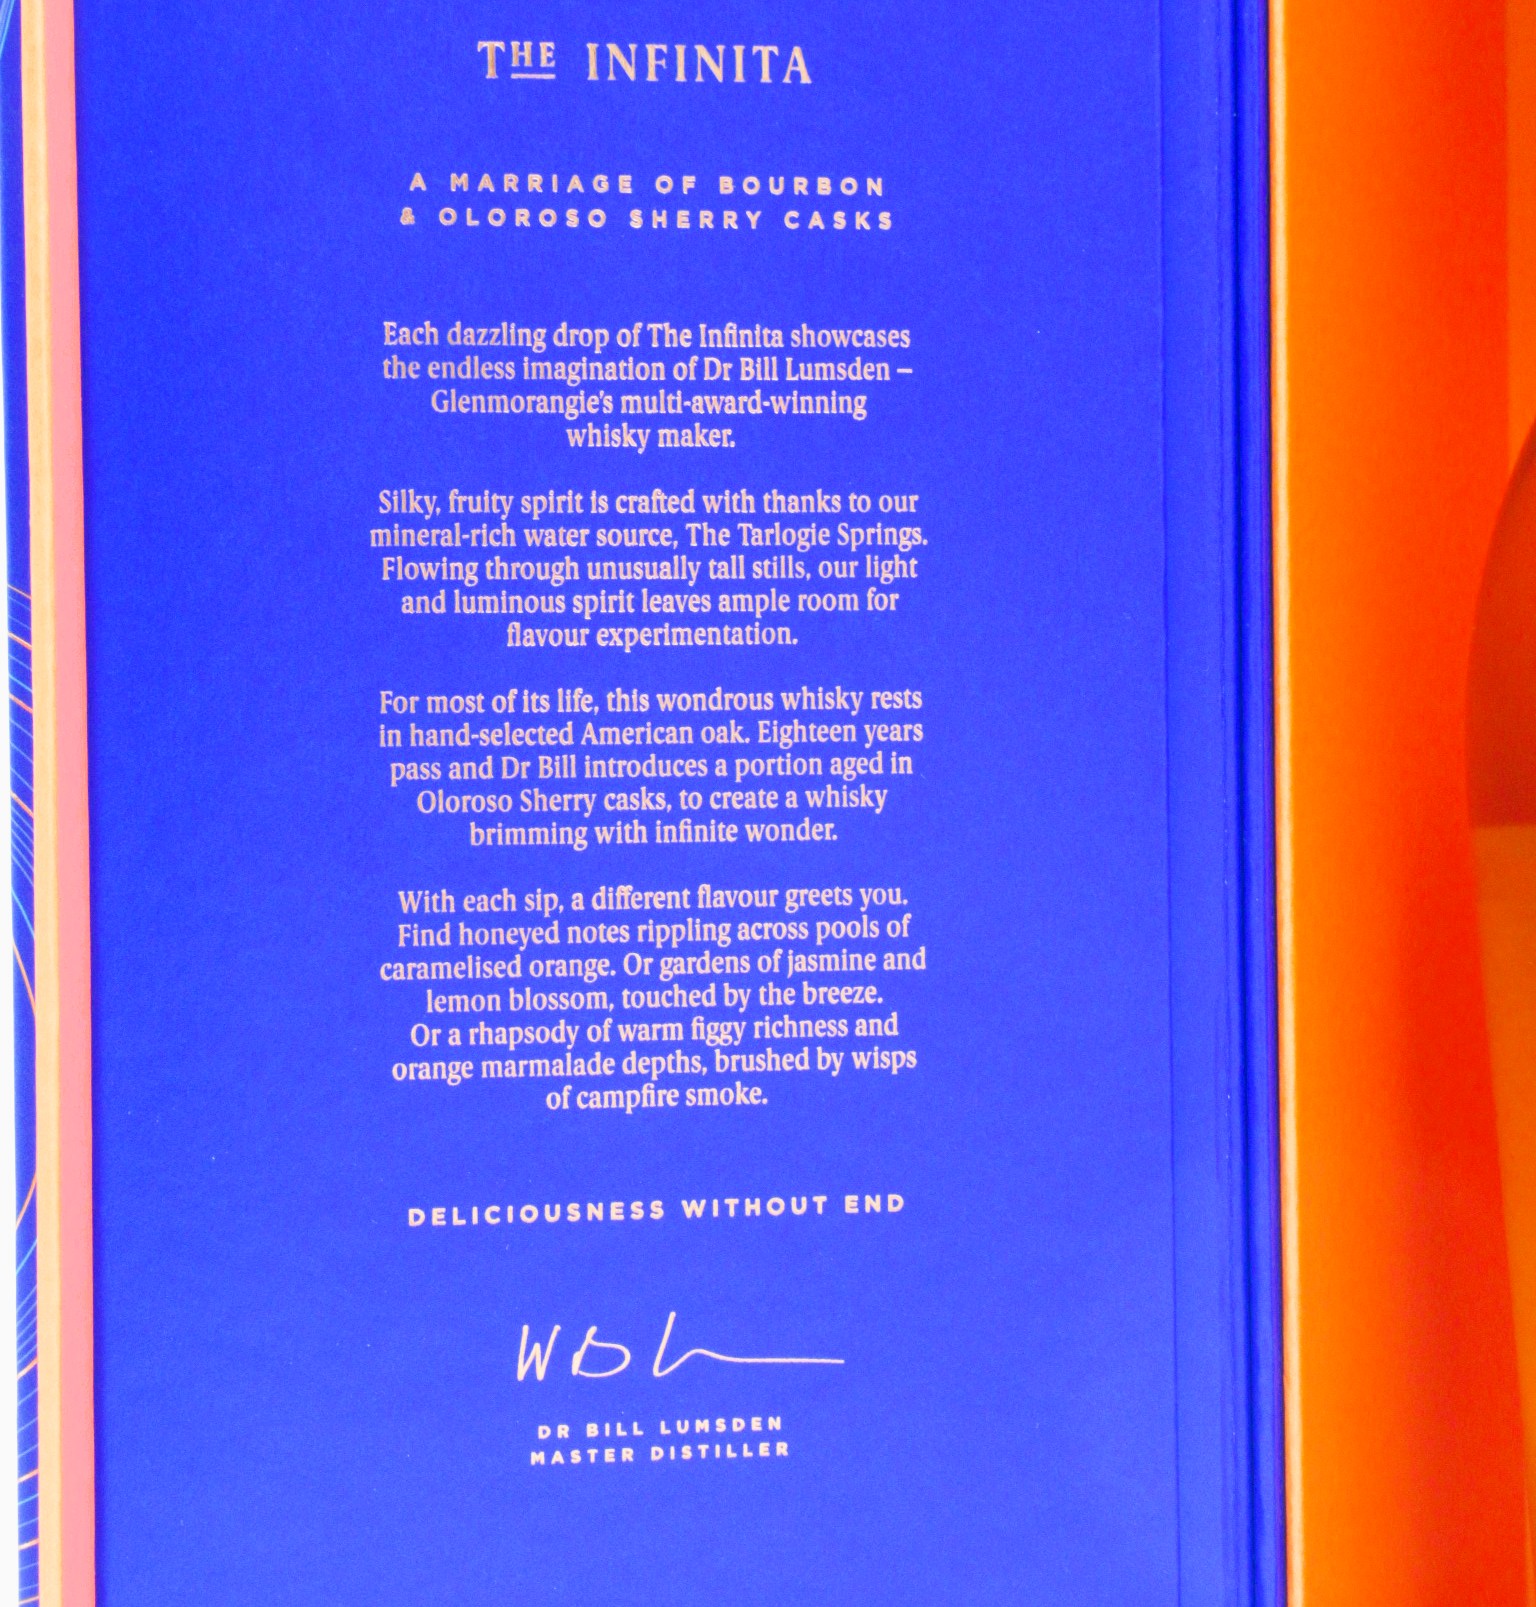 THE INFINITA
A MARRIAGE OF BOURBON
& OLOROSO SHERRY CASKS
Each dazzling drop of The Infinita showcases
the endless imagination of Dr Bill Lumsden –
Glenmorangie's multi-award-winning
whisky maker.
Silky, fruity spirit is crafted with thanks to our
mineral-rich water source, The Tarlogie Springs.
Flowing through unusually tall stills, our light
and luminous spirit leaves ample room for
flavour experimentation.
For most of its life, this wondrous whisky rests
in hand-selected American oak. Eighteen years
pass and Dr Bill introduces a portion aged in
Oloroso Sherry casks, to create a whisky
brimming with infinite wonder.
With each sip, a different flavour greets you.
Find honeyed notes rippling across pools of
caramelised orange. Or gardens of jasmine and
lemon blossom, touched by the breeze.
Or a rhapsody of warm figgy richness and
orange marmalade depths, brushed by wisps
of campfire smoke.
DELICIOUSNESS WITHOUT END
DR BILL LUMSDEN
MASTER DISTILLER